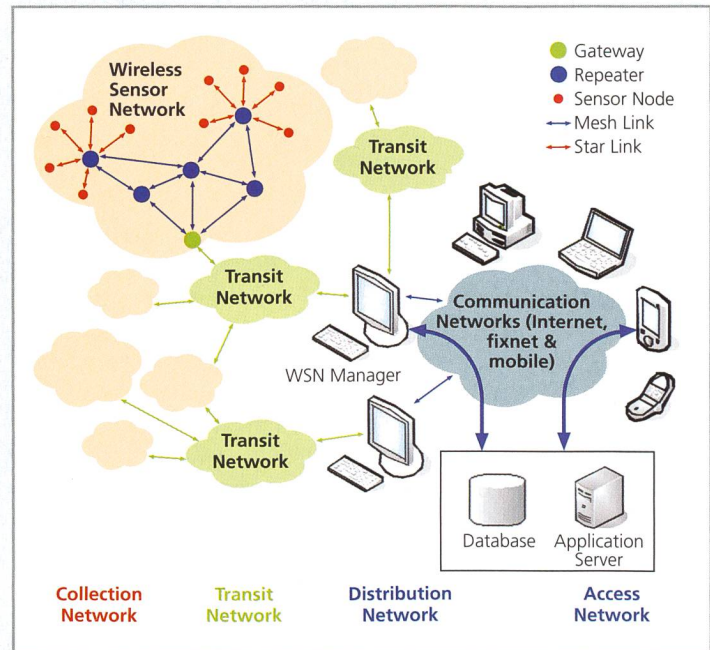 Wireless
Sensor
Network
Gateway
Repeater
Sensor Node
Mesh Link
Star Link
Transit
Network
Transit
Network
WSN Manager
Communication
Networks (Internet,
fixnet &
mobile)
Transit
Network
Database
Application
Server
Collection
Network
Transit
Network
Distribution
Network
Access
Network